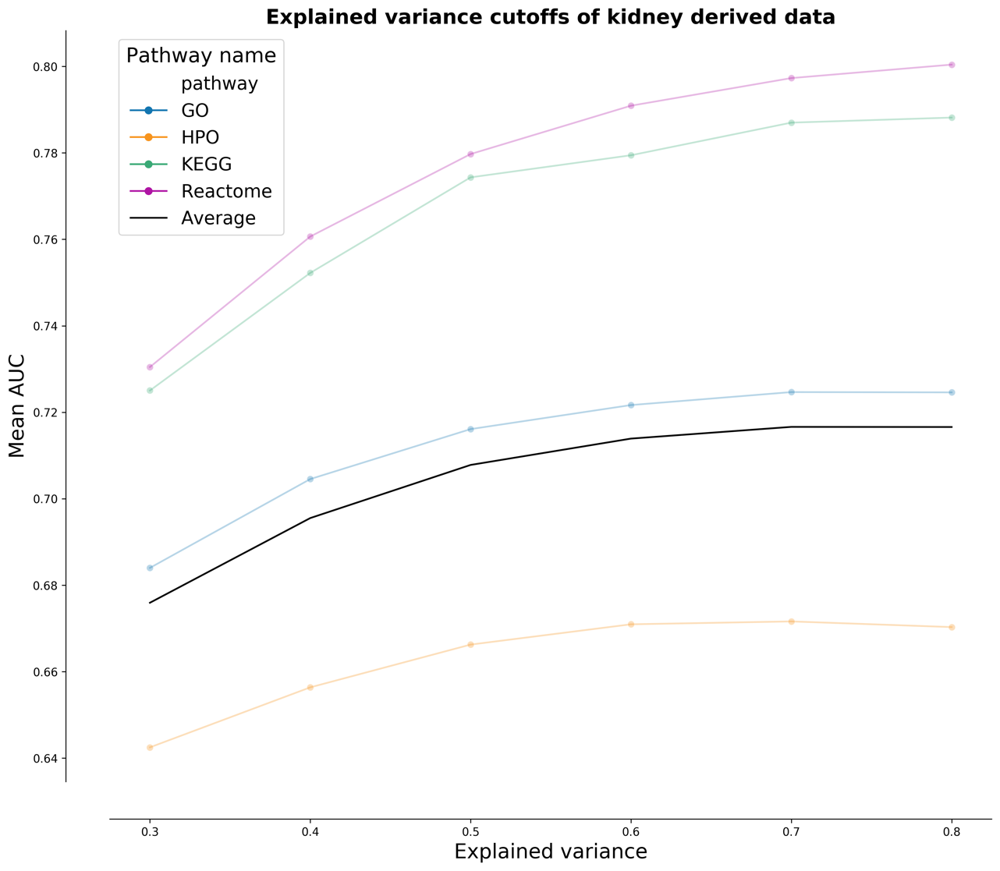 Explained variance cutoffs of kidney derived data
Pathway name
pathway
GO
HPO
KEGG
Reactome
Average
0.80
0.78
0.76
0.74
0.72
0.70
0.68
0.66
0.64
Mean AUC
0.3 0.4 0.5 0.6 0.7 0.8
Explained variance